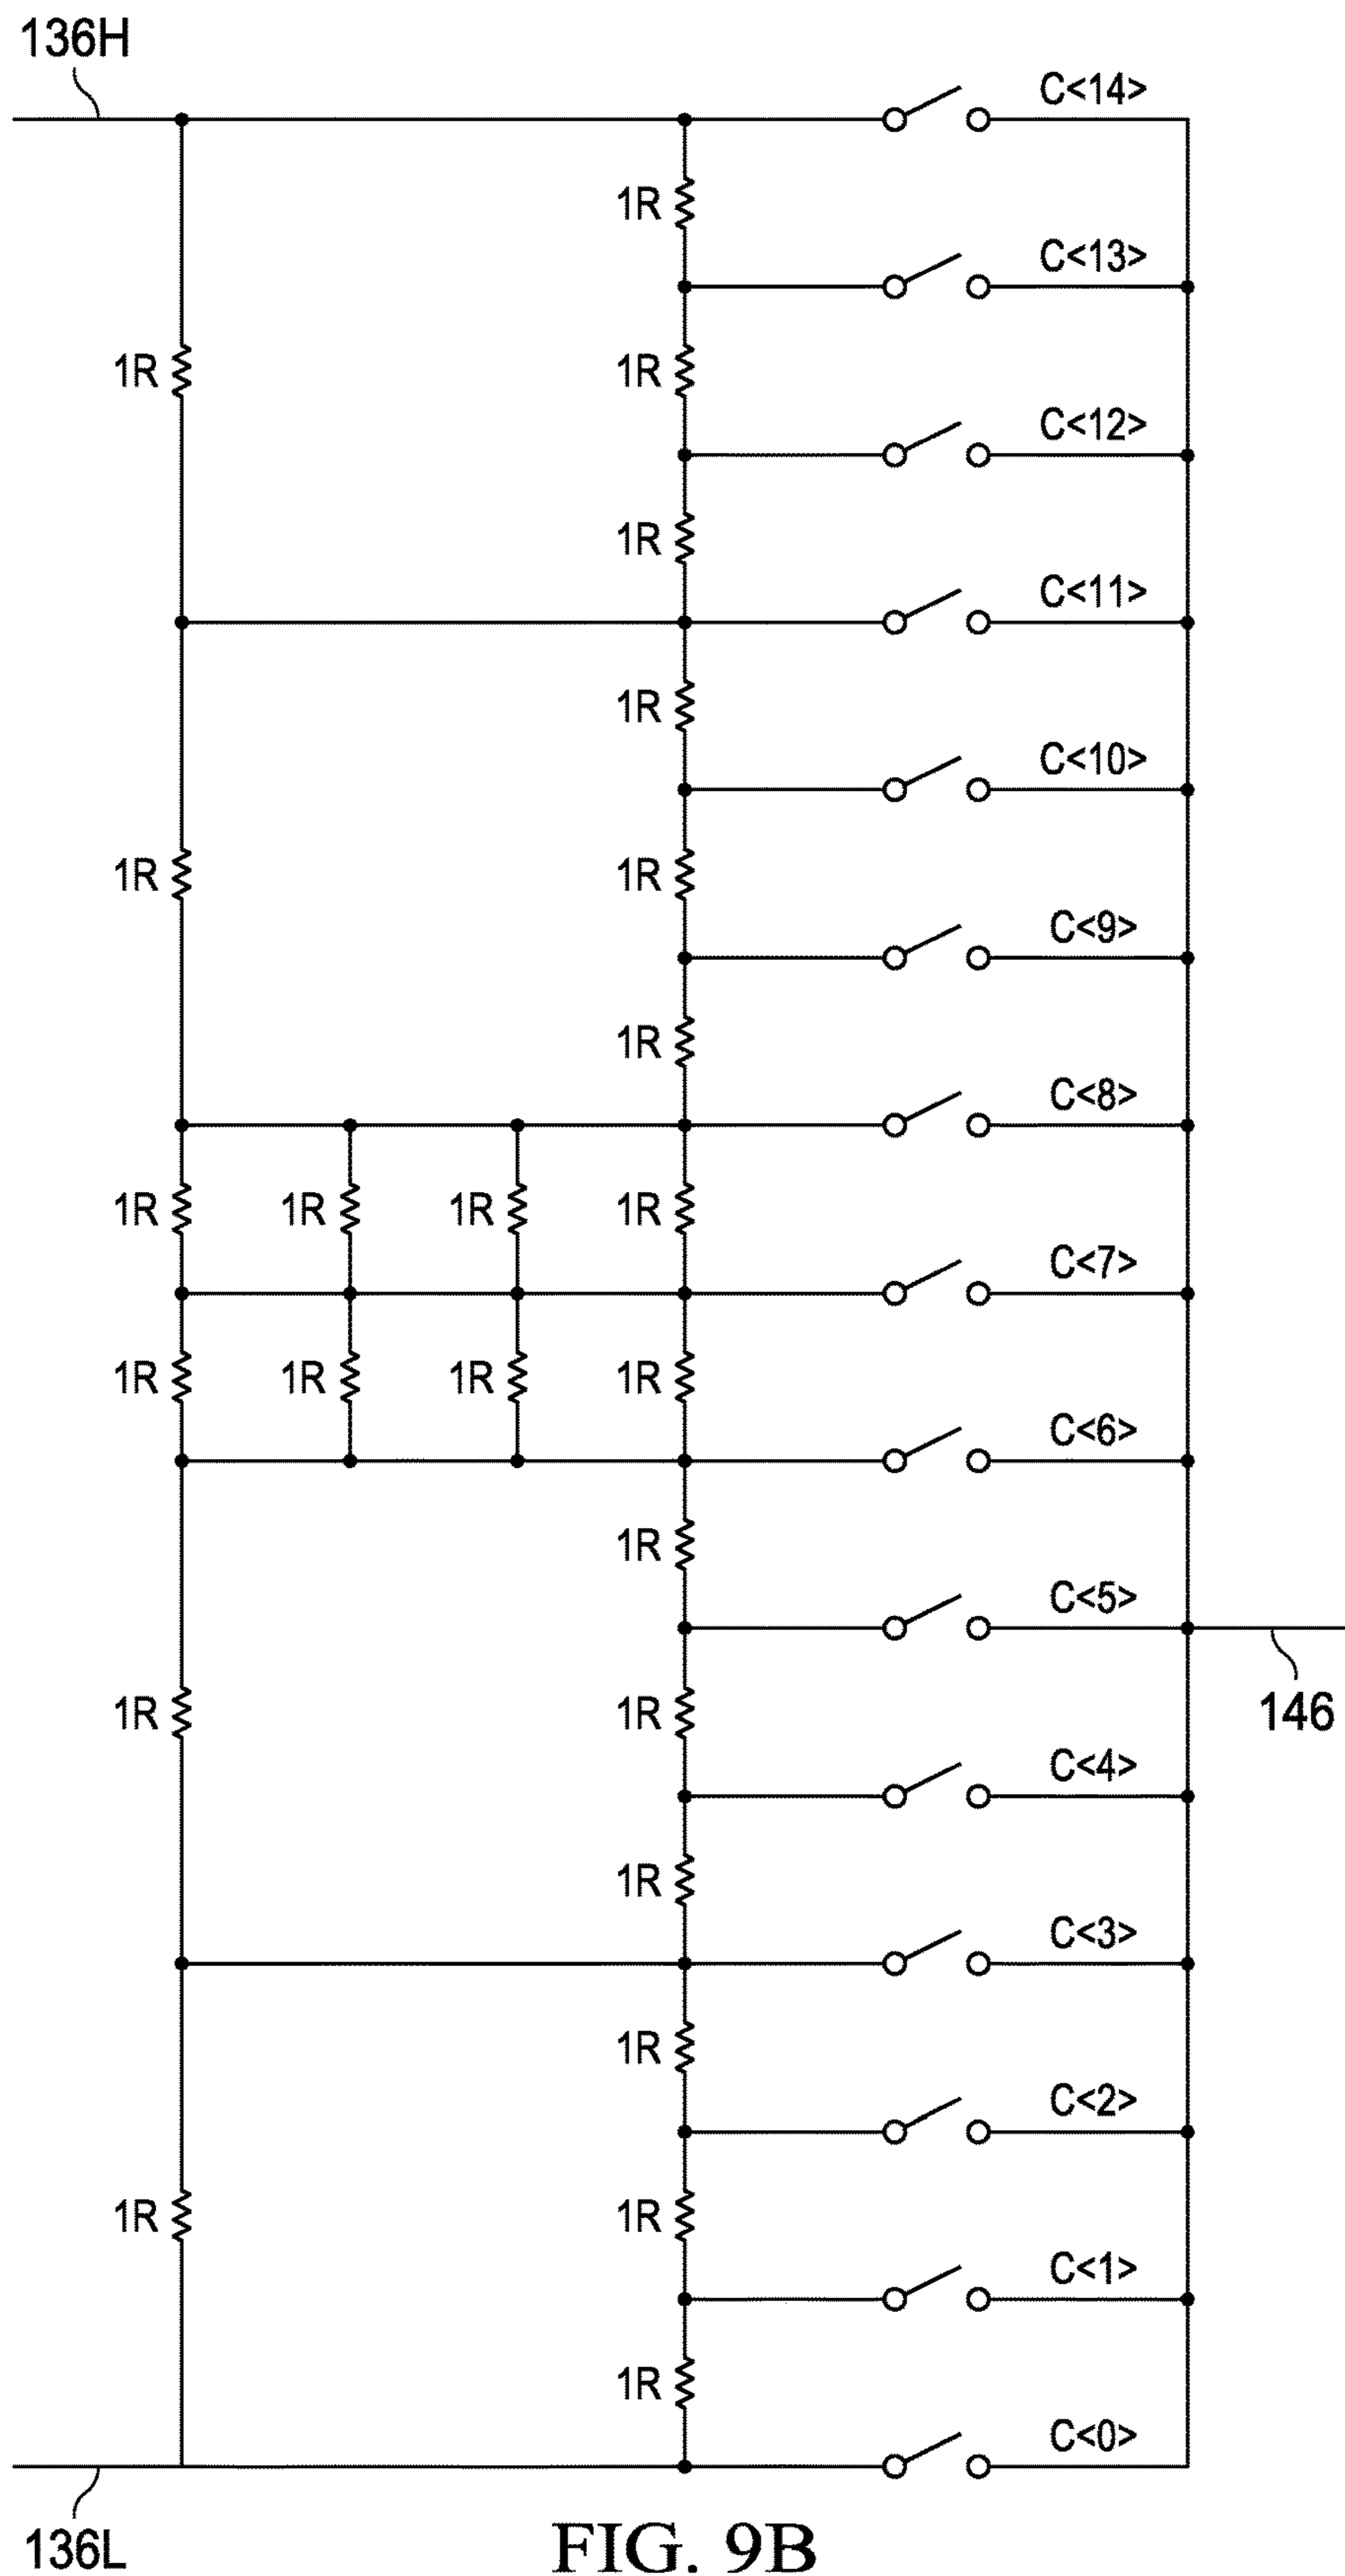 136H
C<14>
1R
C<13>
1R 1R
C<12>
1R
C<11>
1R
C<10>
1R 1R
C<9>
1R
C<8>
1R 1R 1R 1R
C<7>
1R 1R 1R 1R
C<6>
1R
C<5>
1R 1R 146
C<4>
1R
C<3>
1R
C<2>
1R 1R
C<1>
1R
C<0>
136L
FIG. 9B